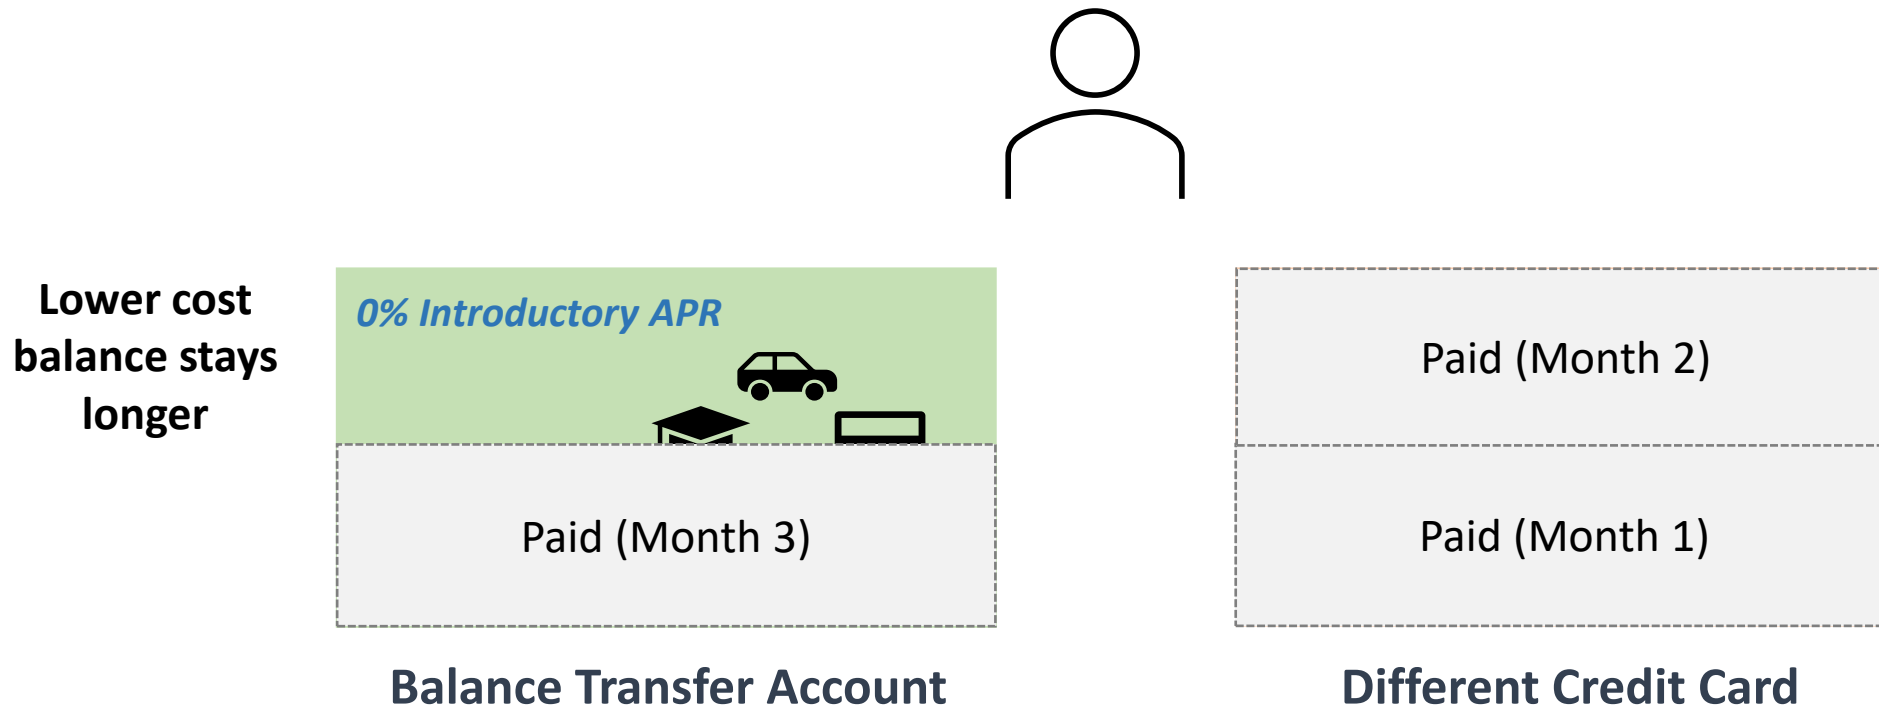 Lower cost
balance stays
longer
0% Introductory APR
Paid (Month 3)
Balance Transfer Account
Paid (Month 2)
Paid (Month 1)
Different Credit Card